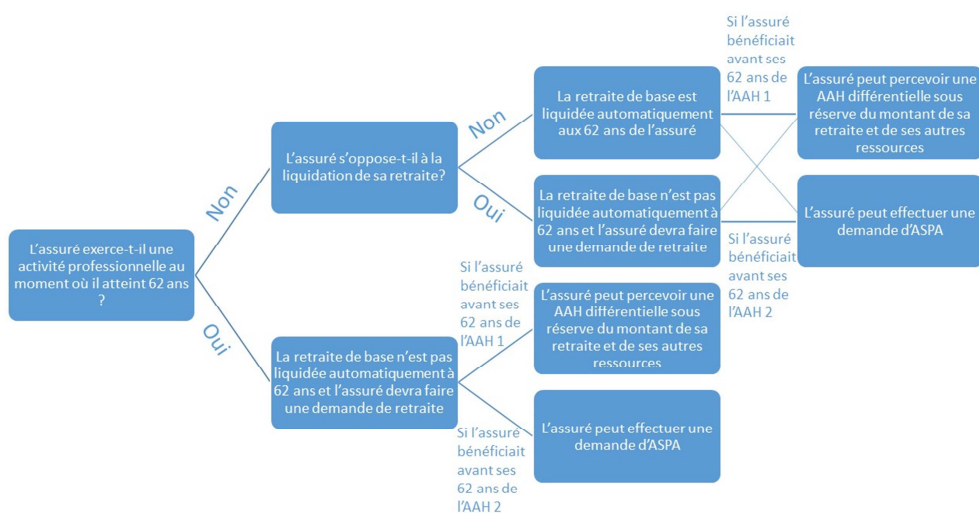 L'assuré exerce-t-il une
activité professionnelle au
moment où il atteint 62 ans
?
Non
Oui
L'assuré s'oppose-t-il à la
liquidation de sa retraite?
La retraite de base n'est pas
liquidée automatiquement à
62 ans et l'assuré devra faire
une demande de retraite
Non
Oui
La retraite de base est
liquidée automatiquement
aux 62 ans de l'assuré
La retraite de base n'est pas
liquidée automatiquement à
62 ans et l'assuré devra faire
une demande de retraite
Si l'assuré
bénéficiait
avant ses
62 ans de
l'AAH 1
L'assuré peut percevoir une
AAH différentielle sous
réserve du montant de sa
retraite et de ses autres
ressources
Si l'assuré
bénéficiait
avant ses
62 ans de
l'AAH 2
L'assuré peut effectuer une
demande d'ASPA
Si l'assuré
bénéficiait
avant ses
62 ans de
l'AAH 1
L'assuré peut percevoir une
AAH différentielle sous
réserve du montant de sa
retraite et de ses autres
ressources
Si l'assuré
bénéficiait
avant ses
62 ans de
l'AAH 2
L'assuré peut effectuer une
demande d'ASPA